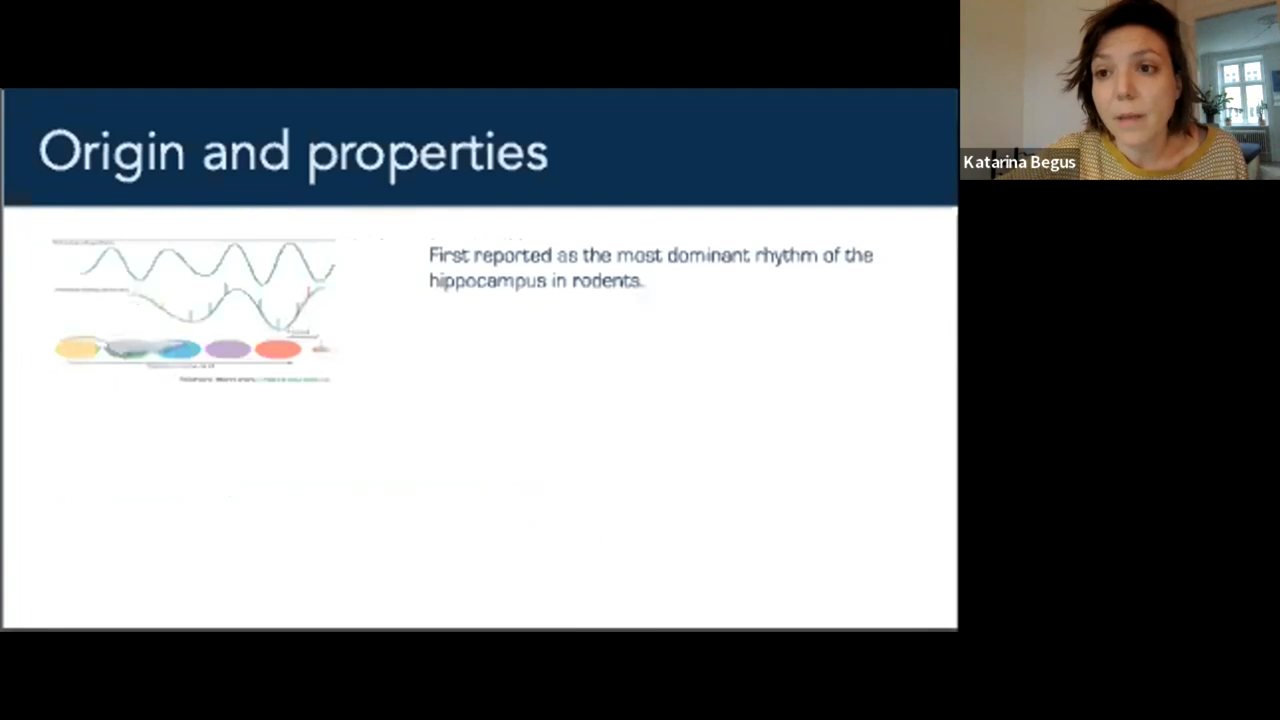 Origin and properties
First reported as the most dominant rhythm of the
hippocampus in rodents.
Katarina Begus